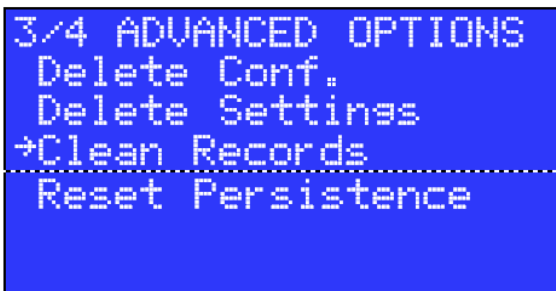 3/4 ADVANCED OPTIONS
Delete Conf.
Delete Settings
→Clean Records
Reset Persistence